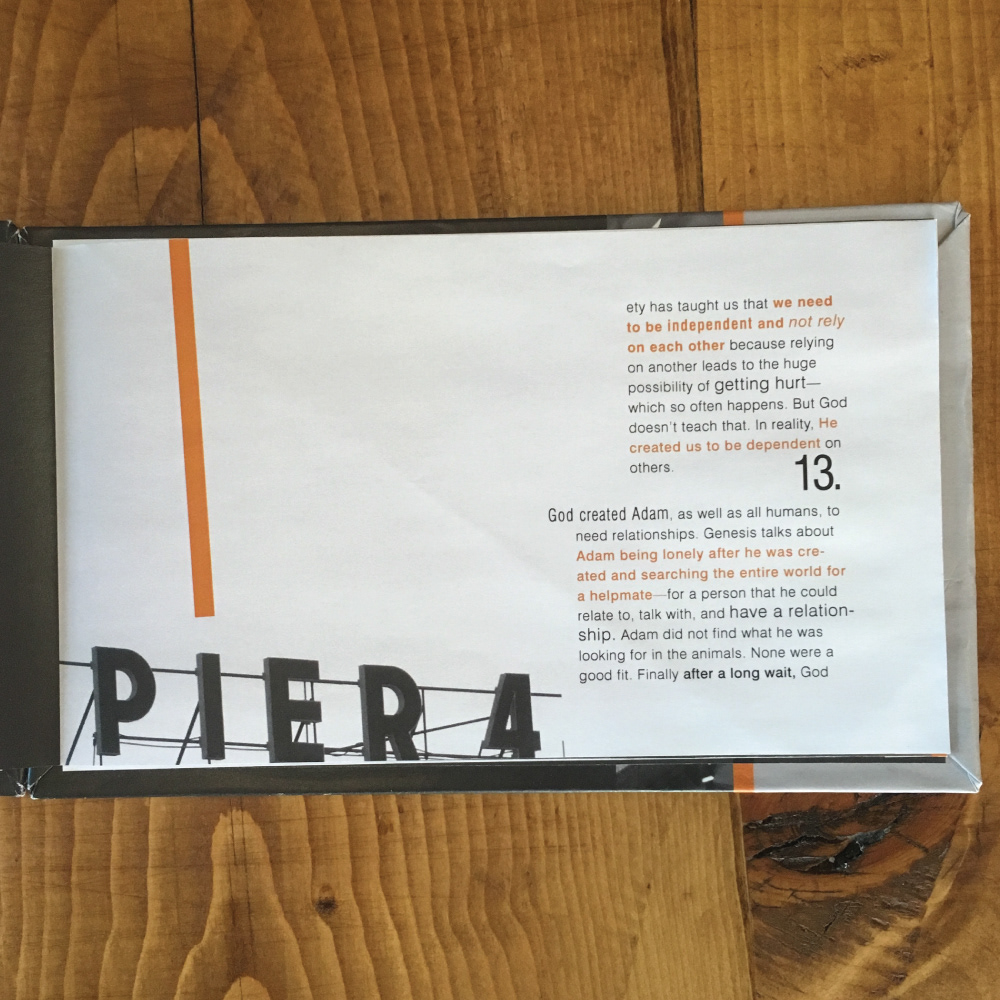 ety has taught us that we need
to be independent and not rely
on each other because relying
on another leads to the huge
possibility of getting hurt—
which so often happens. But God
doesn't teach that. In reality, He
created us to be dependent on
others.
13.
God created Adam, as well as all humans, to
need relationships. Genesis talks about
Adam being lonely after he was cre-
ated and searching the entire world for
a helpmate—for a person that he could
relate to, talk with, and have a relation-
ship. Adam did not find what he was
looking for in the animals. None were a
good fit. Finally after a long wait, God
PIER 4